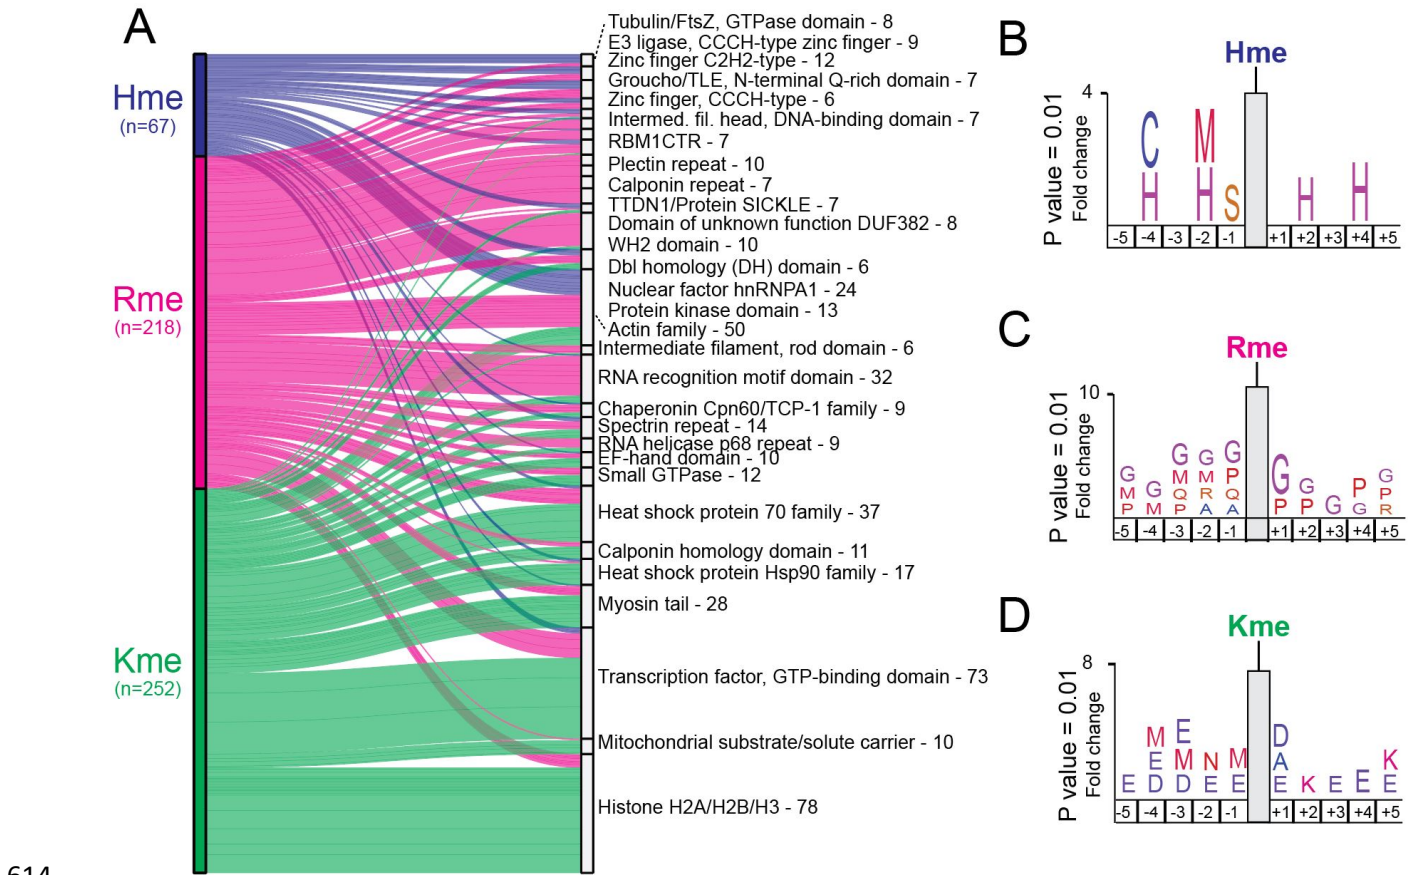 A
Hme
(n=67)
Rme
(n=218)
Kme
(n=252)
Tubulin/FtsZ, GTPase domain - 8
E3 ligase, CCCH-type zinc finger - 9
Zinc finger C2H2-type - 12
Groucho/TLE, N-terminal Q-rich domain - 7
Zinc finger, CCCH-type - 6
Intermed. fil. head, DNA-binding domain - 7
RBM1CTR - 7
Plectin repeat - 10
Calponin repeat - 7
TTDN1/Protein SICKLE - 7
Domain of unknown function DUF382 - 8
WH2 domain - 10
Dbl homology (DH) domain - 6
Nuclear factor hnRNPA1 - 24
Protein kinase domain - 13
Actin family - 50
Intermediate filament, rod domain - 6
RNA recognition motif domain - 32
Chaperonin Cpn60/TCP-1 family - 9
Spectrin repeat - 14
RNA helicase p68 repeat - 9
EF-hand domain - 10
Small GTPase - 12
Heat shock protein 70 family - 37
Calponin homology domain - 11
Heat shock protein Hsp90 family - 17
Myosin tail - 28
Transcription factor, GTP-binding domain - 73
Mitochondrial substrate/solute carrier - 10
Histone H2A/H2B/H3 - 78
B
Hme
P value = 0.01
Fold change
4
C M
H H S H H
-5 -4 -3 -2 -1 +1 +2 +3 +4 +5
C
Rme
P value = 0.01
Fold change
10
G G G G G G G G P G
M M M M P P P G G P
P Q R Q R
P A A
-5 -4 -3 -2 -1 +1 +2 +3 +4 +5
D
Kme
P value = 0.01
Fold change
8
M E D
E M N M A K
E D D E E E K E E E
-5 -4 -3 -2 -1 +1 +2 +3 +4 +5